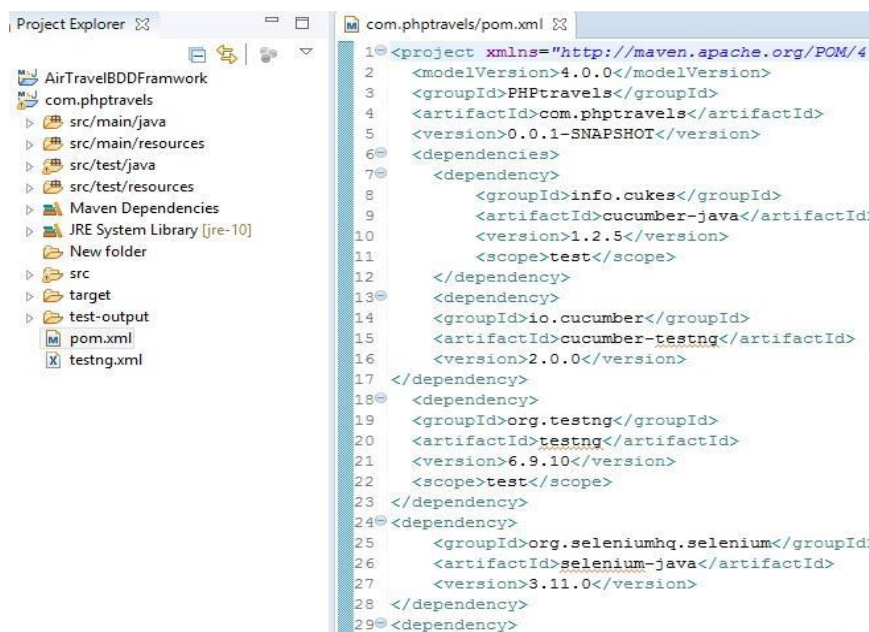 Project Explorer
AirTravelBDDFramwork
com.phptravels
src/main/java
src/main/resources
src/test/java
src/test/resources
Maven Dependencies
JRE System Library [jre-10]
New folder
src
target
test-output
pom.xml
testng.xml
com.phptravels/pom.xml
1 <project xmlns="http://maven.apache.org/POM/4
2 <modelVersion>4.0.0</modelVersion>
3 <groupId>PHPtravels</groupId>
4 <artifactId>com.phptravels</artifactId>
5 <version>0.0.1-SNAPSHOT</version>
6 <dependencies>
7 <dependency>
8 <groupId>info.cukes</groupId>
9 <artifactId>cucumber-java</artifactId
10 <version>1.2.5</version>
11 <scope>test</scope>
12 </dependency>
13 <dependency>
14 <groupId>io.cucumber</groupId>
15 <artifactId>cucumber-testng</artifactId>
16 <version>2.0.0</version>
17 </dependency>
18 <dependency>
19 <groupId>org.testng</groupId>
20 <artifactId>testng</artifactId>
21 <version>6.9.10</version>
22 <scope>test</scope>
23 </dependency>
24 <dependency>
25 <groupId>org.seleniumhq.selenium</groupId
26 <artifactId>selenium-java</artifactId>
27 <version>3.11.0</version>
28 </dependency>
29 <dependency>